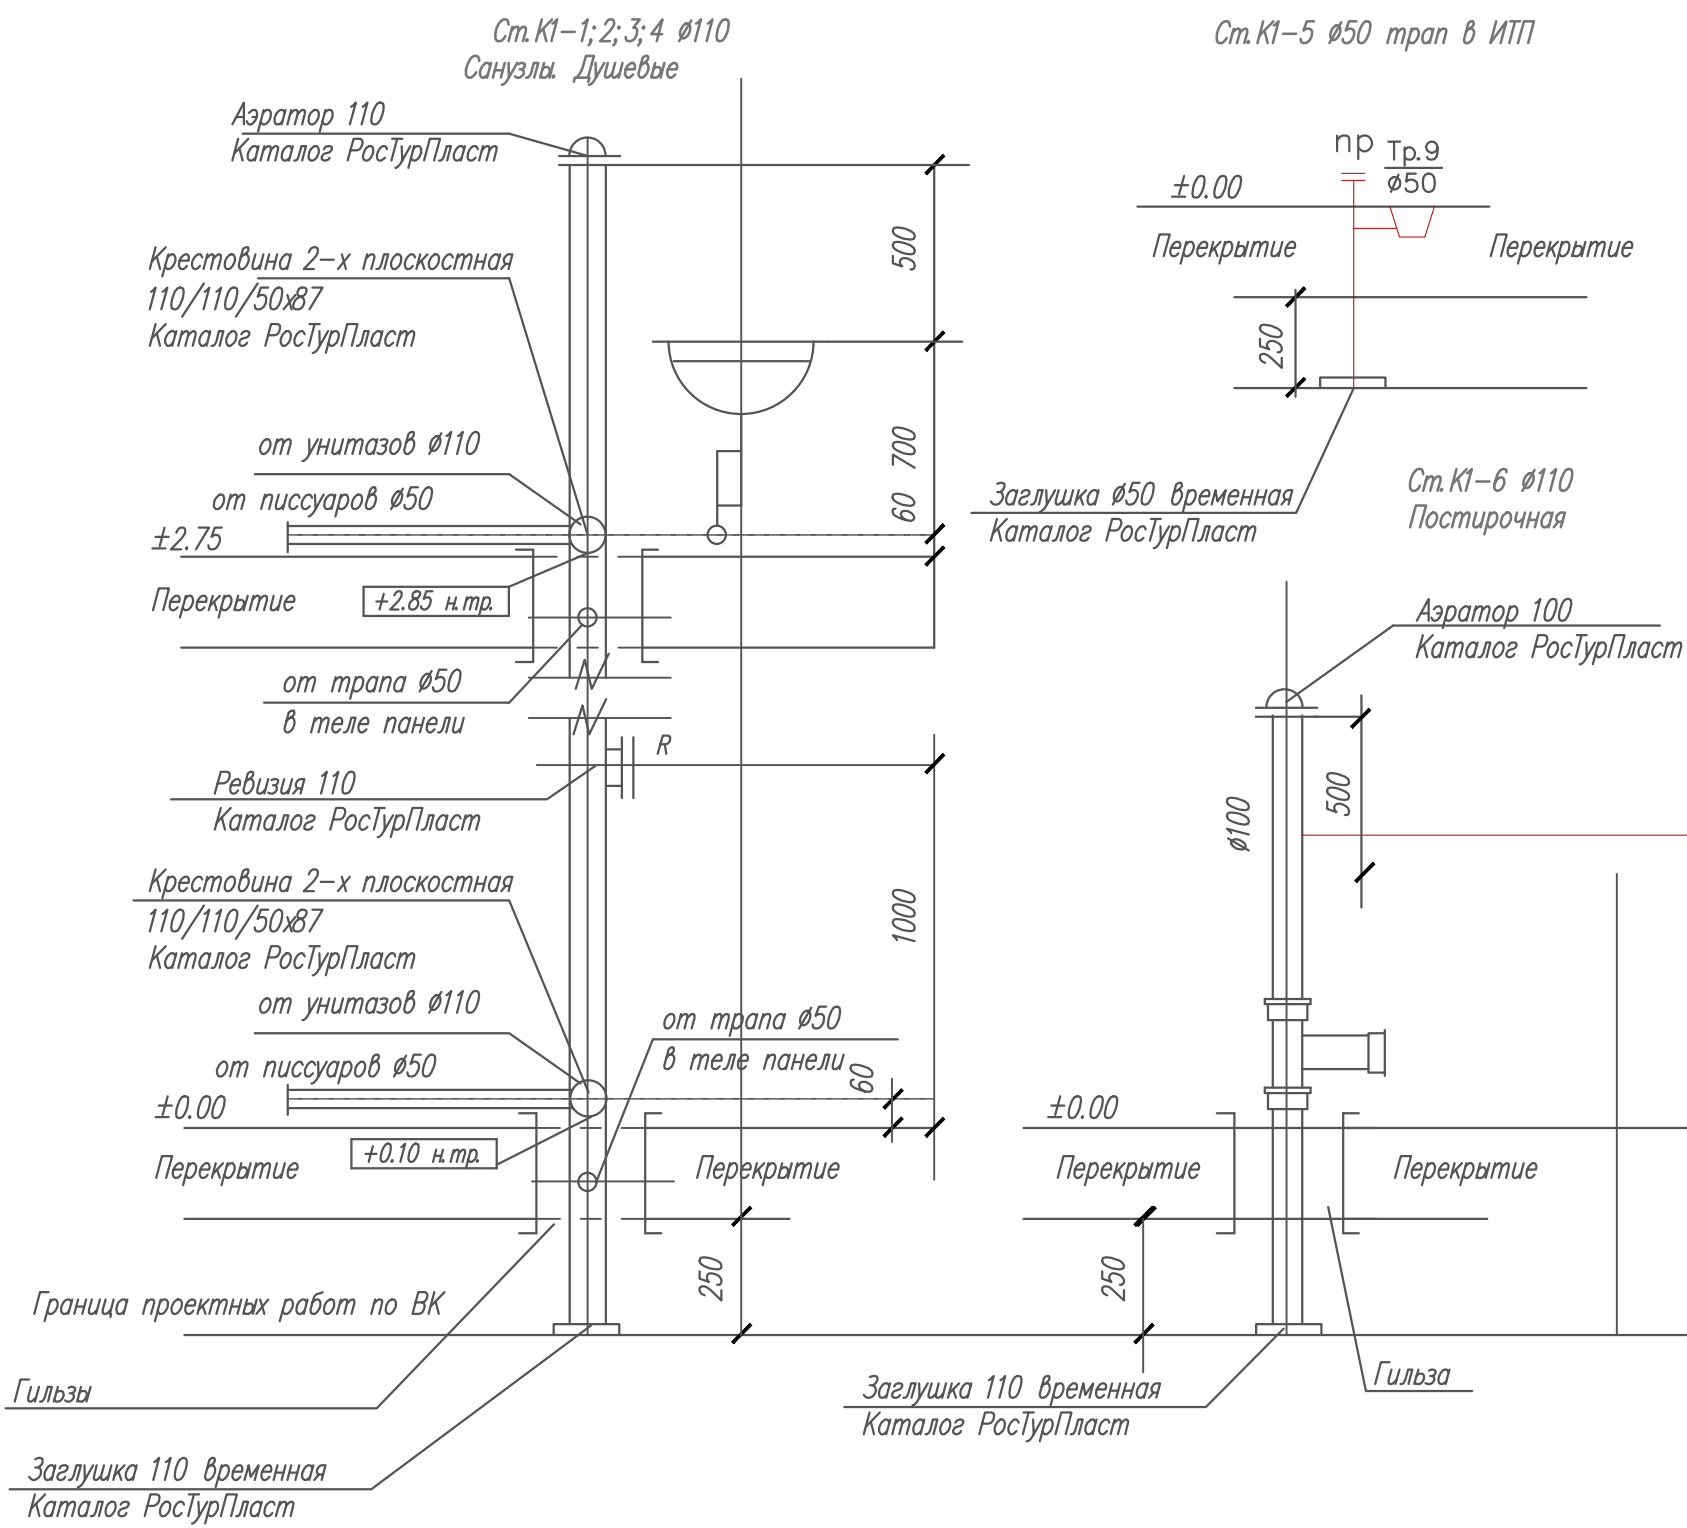 Ст.К1-1;2;3;4 ø110
Санузлы. Душевые
Аэратор 110
Каталог РосТурПласт
500
Крестовина 2-х плоскостная
110/110/50х87
Каталог РосТурПласт
от унитазов ø110
700
от писсуаров ø50
60
±2.75
Перекрытие
+2.85 н.тр.
от трапа ø50
в теле панели
R
Ревизия 110
Каталог РосТурПласт
Крестовина 2-х плоскостная
110/110/50х87
Каталог РосТурПласт
1000
от унитазов ø110
от трапа ø50
в теле панели
от писсуаров ø50
60
±0.00
+0.10 н.тр.
Перекрытие
Перекрытие
250
Граница проектных работ по ВК
Гильзы
Заглушка 110 временная
Каталог РосТурПласт
Ст.К1-5 ø50 трап в ИТП
пр
Тр.9
ø50
±0.00
Перекрытие
Перекрытие
250
Заглушка ø50 временная
Каталог РосТурПласт
Ст.К1-6 ø110
Постирочная
Аэратор 100
Каталог РосТурПласт
500
ø100
±0.00
Перекрытие
Перекрытие
250
Гильза
Заглушка 110 временная
Каталог РосТурПласт